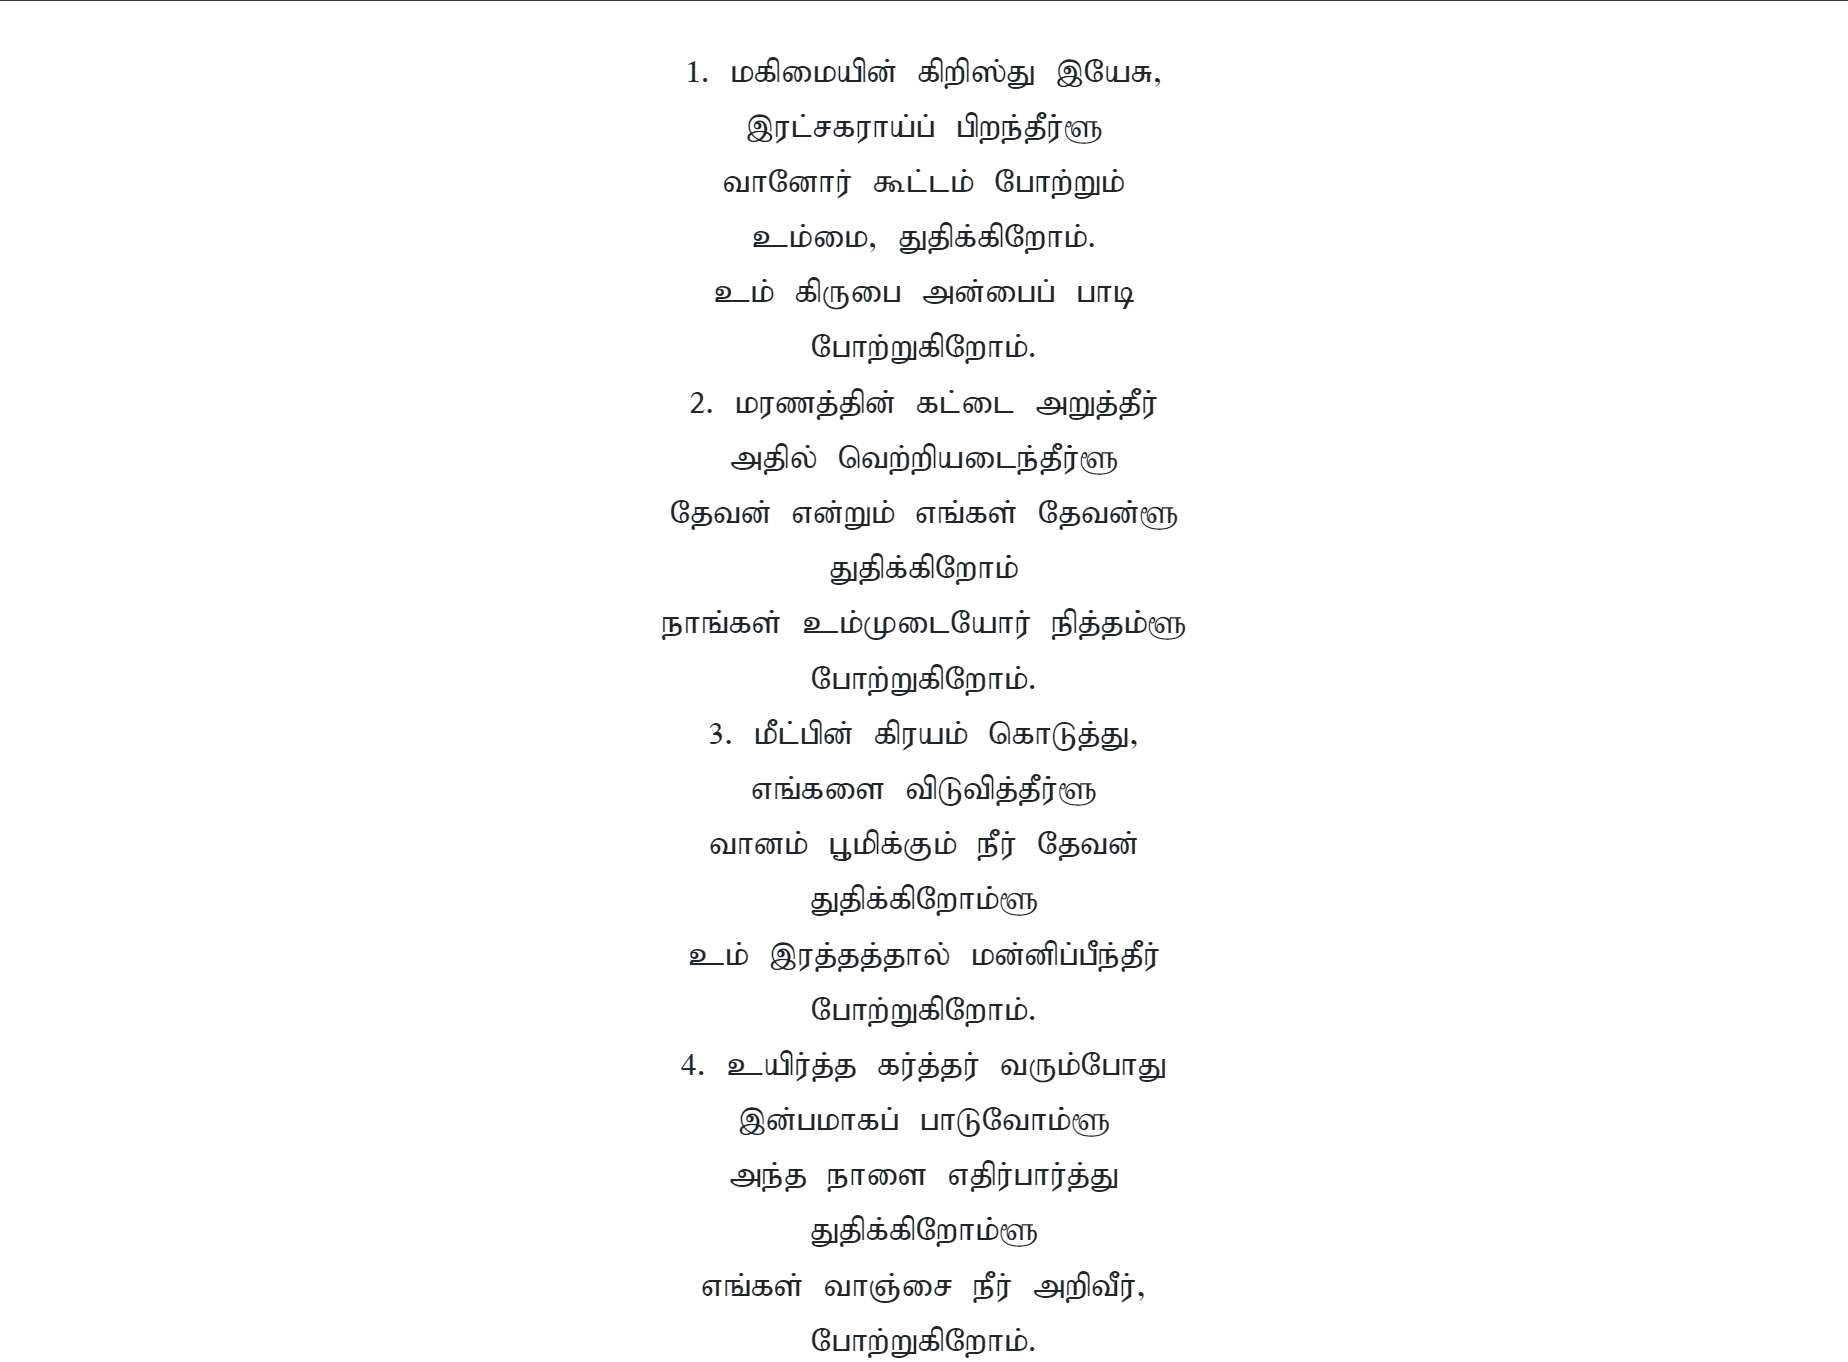 1. மகிமையின் கிறிஸ்து இயேசு,
இரட்சகராய்ப் பிறந்தீர்ளூ
வானோர் கூட்டம் போற்றும்
உம்மை, துதிக்கிறோம்.
உம் கிருபை அன்பைப் பாடி
போற்றுகிறோம்.
2. மரணத்தின் கட்டை அறுத்தீர்
அதில் வெற்றியடைந்தீர்ளூ
தேவன் என்றும் எங்கள் தேவன்ளூ
துதிக்கிறோம்
நாங்கள் உம்முடையோர் நித்தம்ளூ
போற்றுகிறோம்.
3. மீட்பின் கிரயம் கொடுத்து,
எங்களை விடுவித்தீர்ளூ
வானம் பூமிக்கும் நீர் தேவன்
துதிக்கிறோம்ளூ
உம் இரத்தத்தால் மன்னிப்பீந்தீர்
போற்றுகிறோம்.
4. உயிர்த்த கர்த்தர் வரும்போது
இன்பமாகப் பாடுவோம்ளூ
அந்த நாளை எதிர்பார்த்து
துதிக்கிறோம்ளூ
எங்கள் வாஞ்சை நீர் அறிவீர்,
போற்றுகிறோம்.